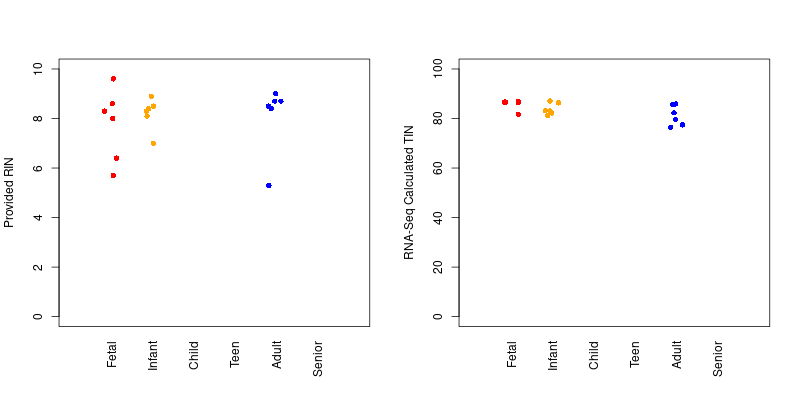 Provided RIN
10
8
6
4
2
0
Fetal
Infant
Child
Teen
Adult
Senior
RNA-Seq Calculated TIN
100
80
60
40
20
0
Fetal
Infant
Child
Teen
Adult
Senior